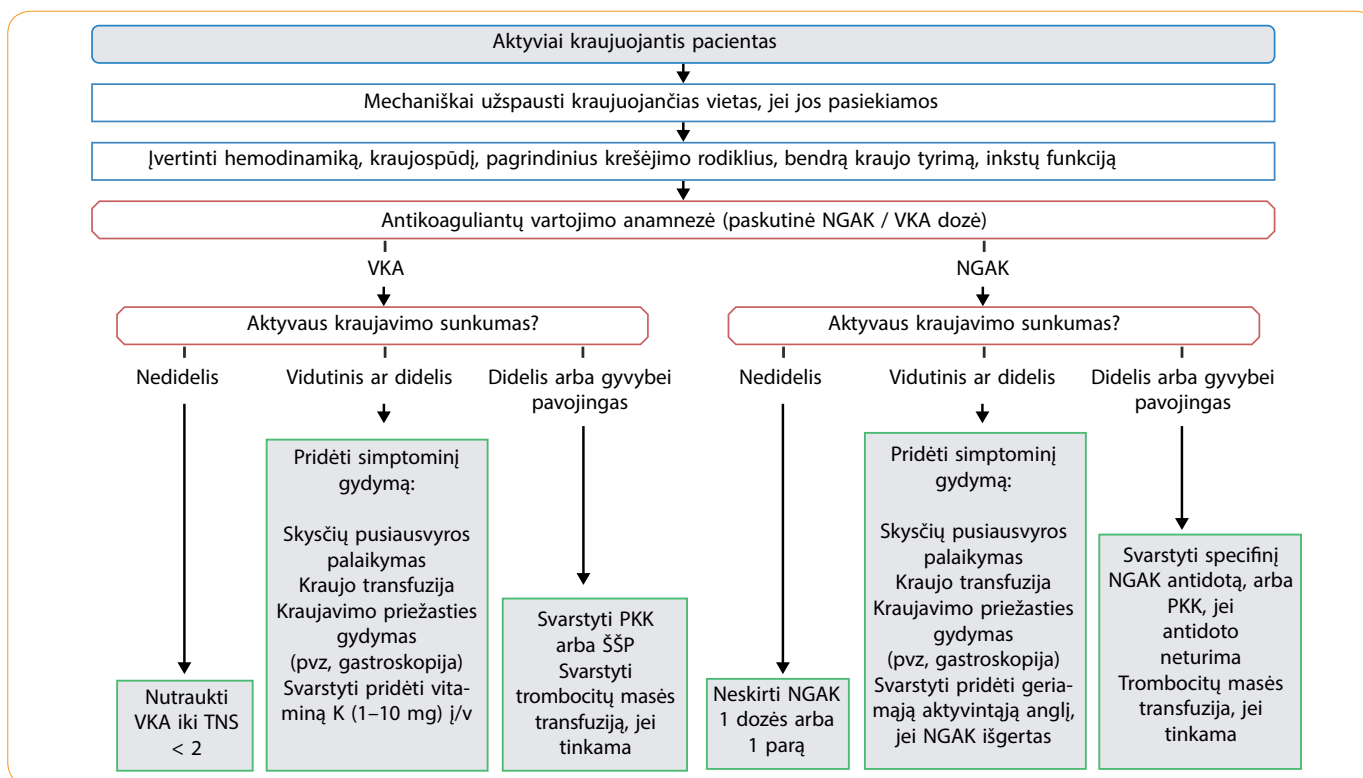 Aktyviai kraujuojantis pacientas
Mechaniškai užspausti kraujuojančias vietas, jei jos pasiekiamos
Įvertinti hemodinamiką, kraujospūdį, pagrindinius krešėjimo rodiklius, bendrą kraujo tyrimą, inkstų funkciją
Antikoaguliantų vartojimo anamnezė (paskutinė NGAK / VKA dozė)
VKA
Aktyvaus kraujavimo sunkumas?
Nedidelis
Nutraukti
VKA iki TNS
< 2
Vidutinis ar didelis
Pridėti simptominį
gydymą:
Skysčių pusiausvyros
palaikymas
Kraujo transfuzija
Kraujavimo priežasties
gydymas
(pvz, gastroskopija)
Svarstyti pridėti vita-
miną K (1–10 mg) į/v
Didelis arba gyvybei
pavojingas
Svarstyti PKK
arba ŠŠP
Svarstyti
trombocitų masės
transfuziją, jei
tinkama
NGAK
Aktyvaus kraujavimo sunkumas?
Nedidelis
Neskirti NGAK
1 dozės arba
1 parą
Vidutinis ar didelis
Pridėti simptominį
gydymą:
Skysčių pusiausvyros
palaikymas
Kraujo transfuzija
Kraujavimo priežasties
gydymas
(pvz, gastroskopija)
Svarstyti pridėti geria-
mąją aktyvintąją anglį,
jei NGAK išgertas
Didelis arba gyvybei
pavojingas
Svarstyti specifinį
NGAK antidotą, arba
PKK, jei
antidoto
neturima
Trombocitų masės
transfuzija, jei
tinkama